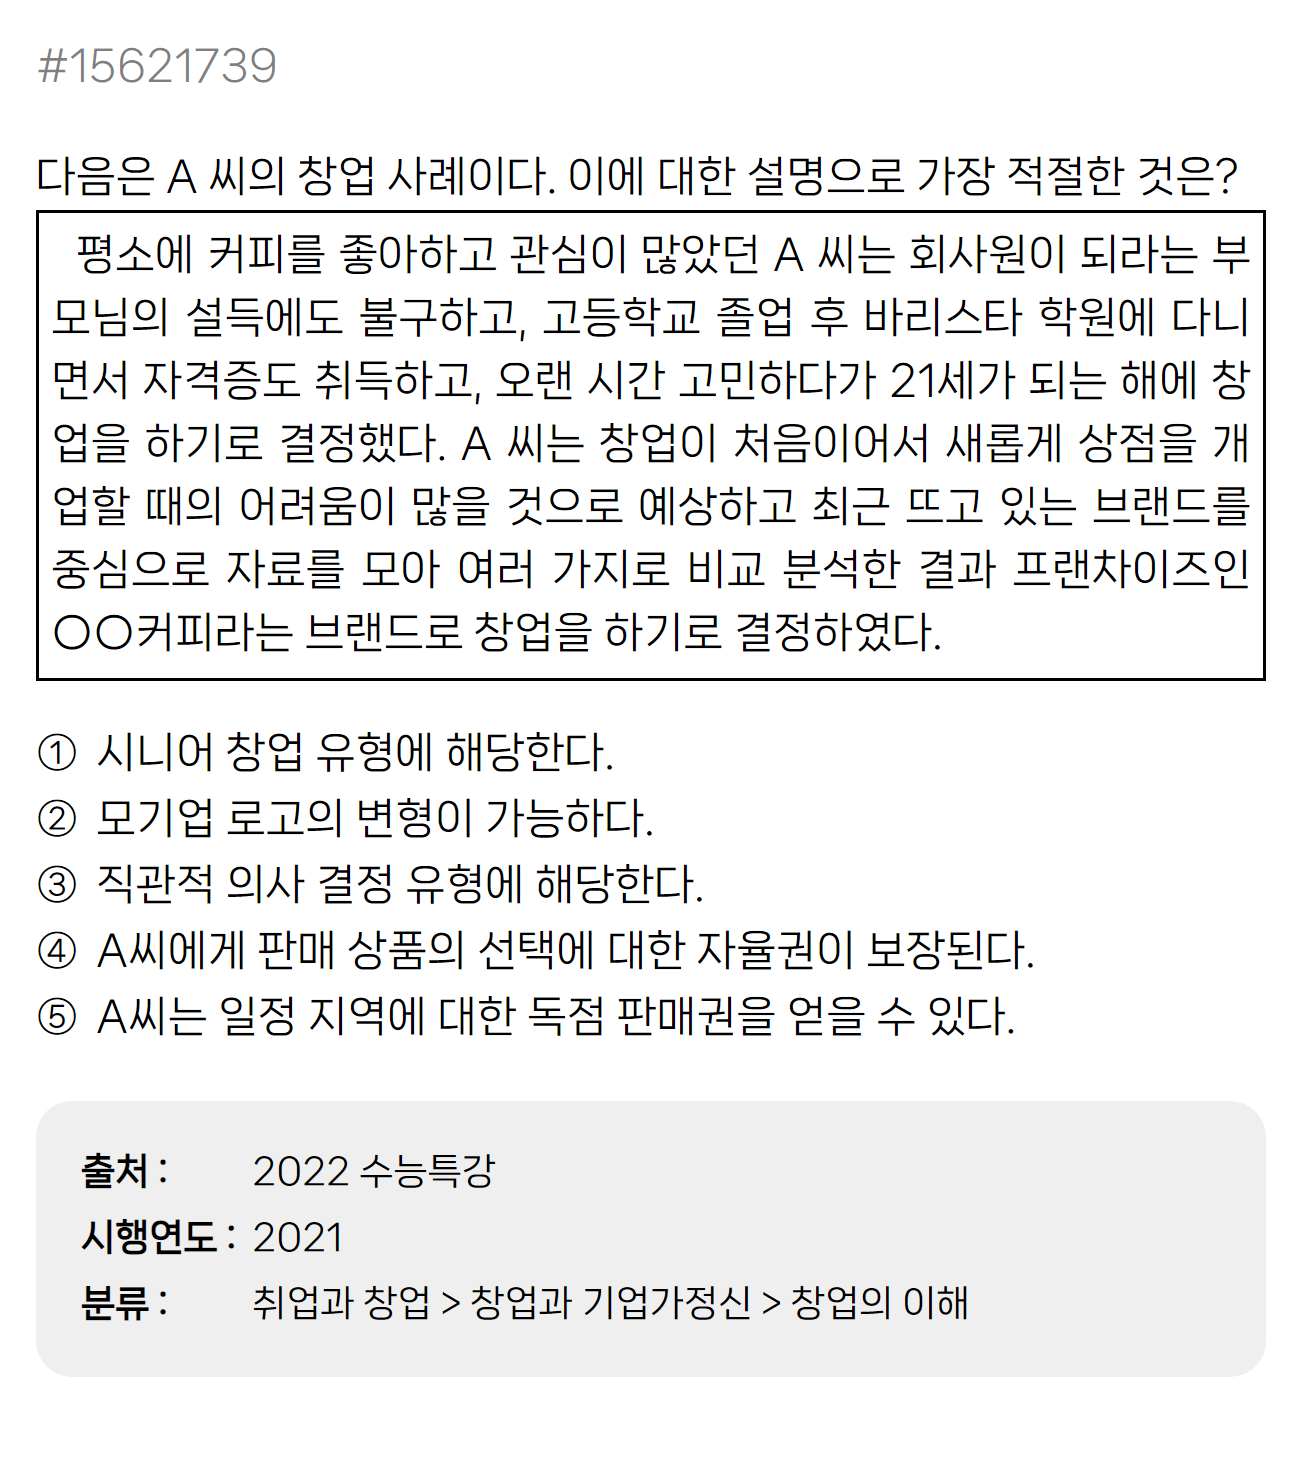 #15621739
다음은 A 씨의 창업 사례이다. 이에 대한 설명으로 가장 적절한 것은?
평소에 커피를 좋아하고 관심이 많았던 A 씨는 회사원이 되라는 부
모님의 설득에도 불구하고, 고등학교 졸업 후 바리스타 학원에 다니
면서 자격증도 취득하고, 오랜 시간 고민하다가 21세가 되는 해에 창
업을 하기로 결정했다. A 씨는 창업이 처음이어서 새롭게 상점을 개
업할 때의 어려움이 많을 것으로 예상하고 최근 뜨고 있는 브랜드를
중심으로 자료를 모아 여러 가지로 비교 분석한 결과 프랜차이즈인
○○커피라는 브랜드로 창업을 하기로 결정하였다.
① 시니어 창업 유형에 해당한다.
② 모기업 로고의 변형이 가능하다.
③ 직관적 의사 결정 유형에 해당한다.
④ A씨에게 판매 상품의 선택에 대한 자율권이 보장된다.
⑤ A씨는 일정 지역에 대한 독점 판매권을 얻을 수 있다.
출처 : 2022 수능특강
시행연도 : 2021
분류 : 취업과 창업 > 창업과 기업가정신 > 창업의 이해